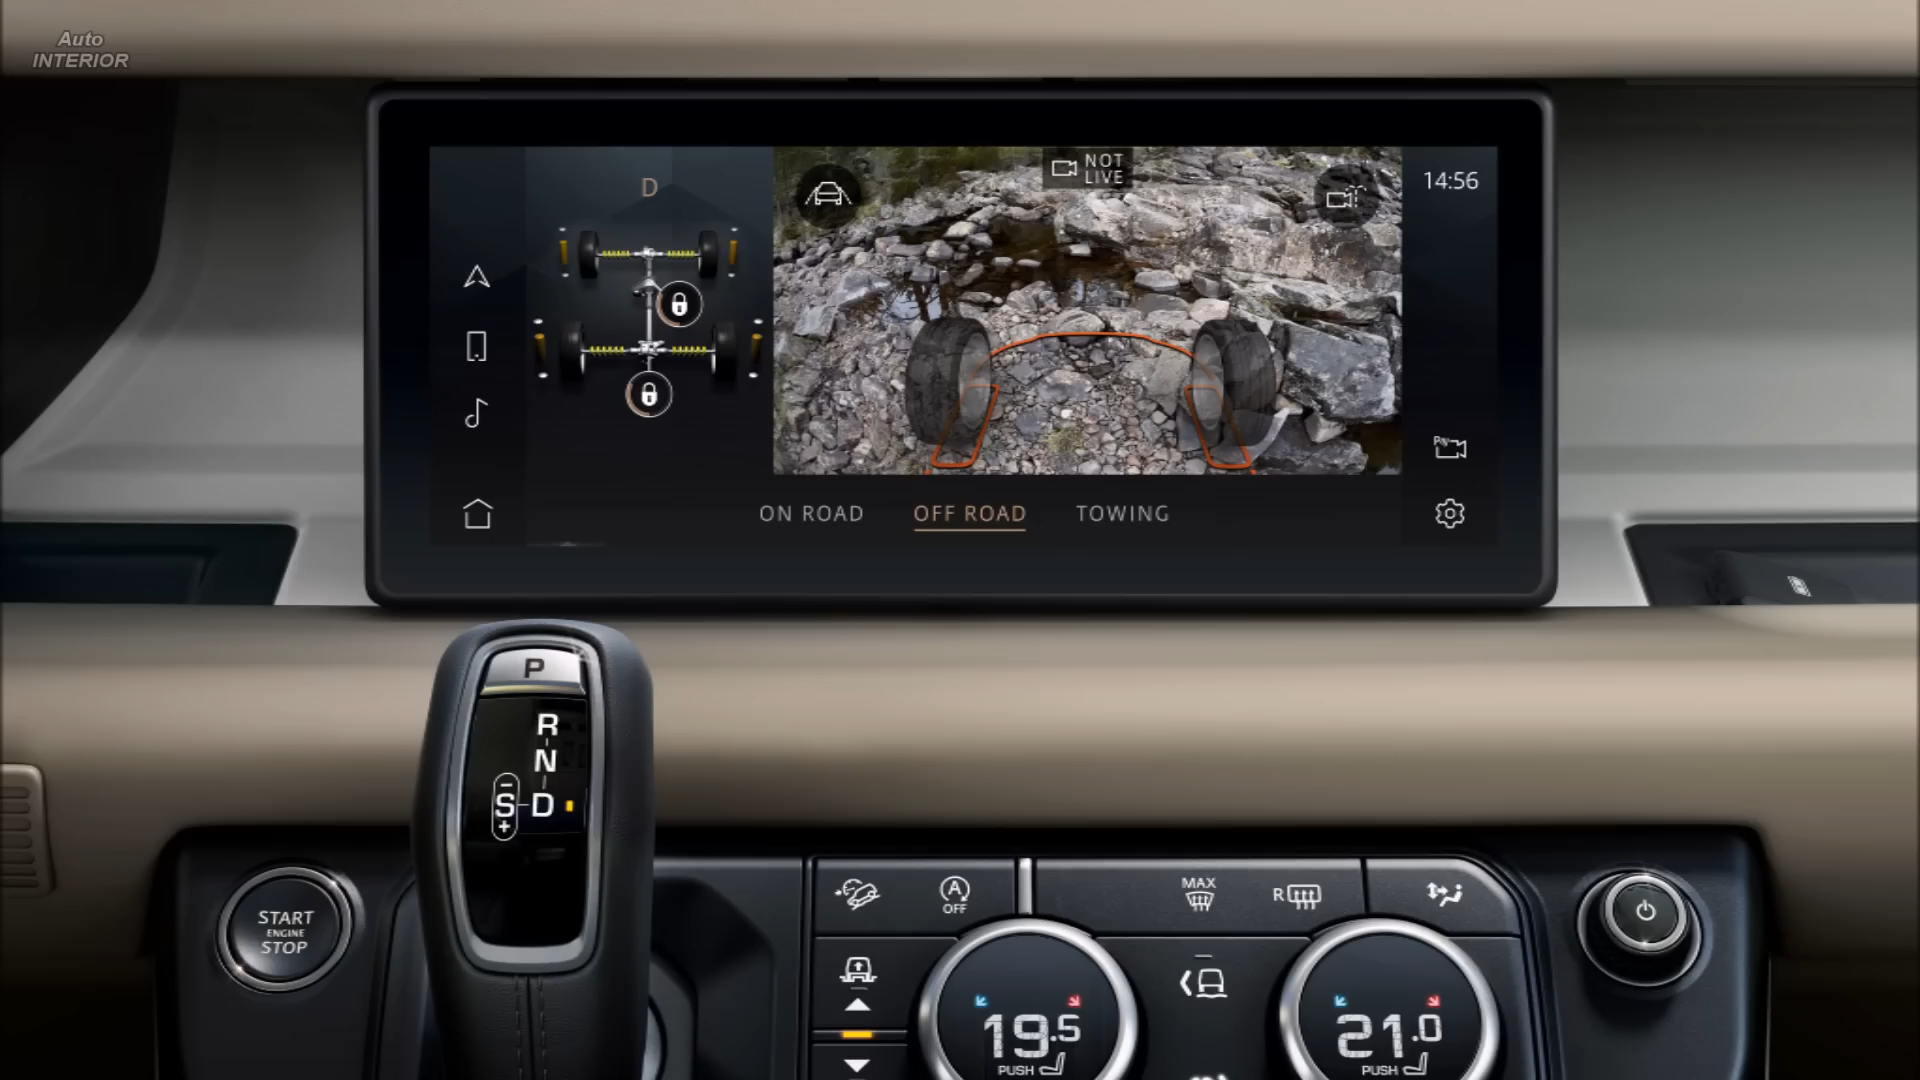 Auto
INTERIOR
D
NOT
LIVE
14:56
ON ROAD
OFF ROAD
TOWING
P
R
N
S
D
START
ENGINE
STOP
A
OFF
MAX
R
19.5
PUSH
21.0
PUSH